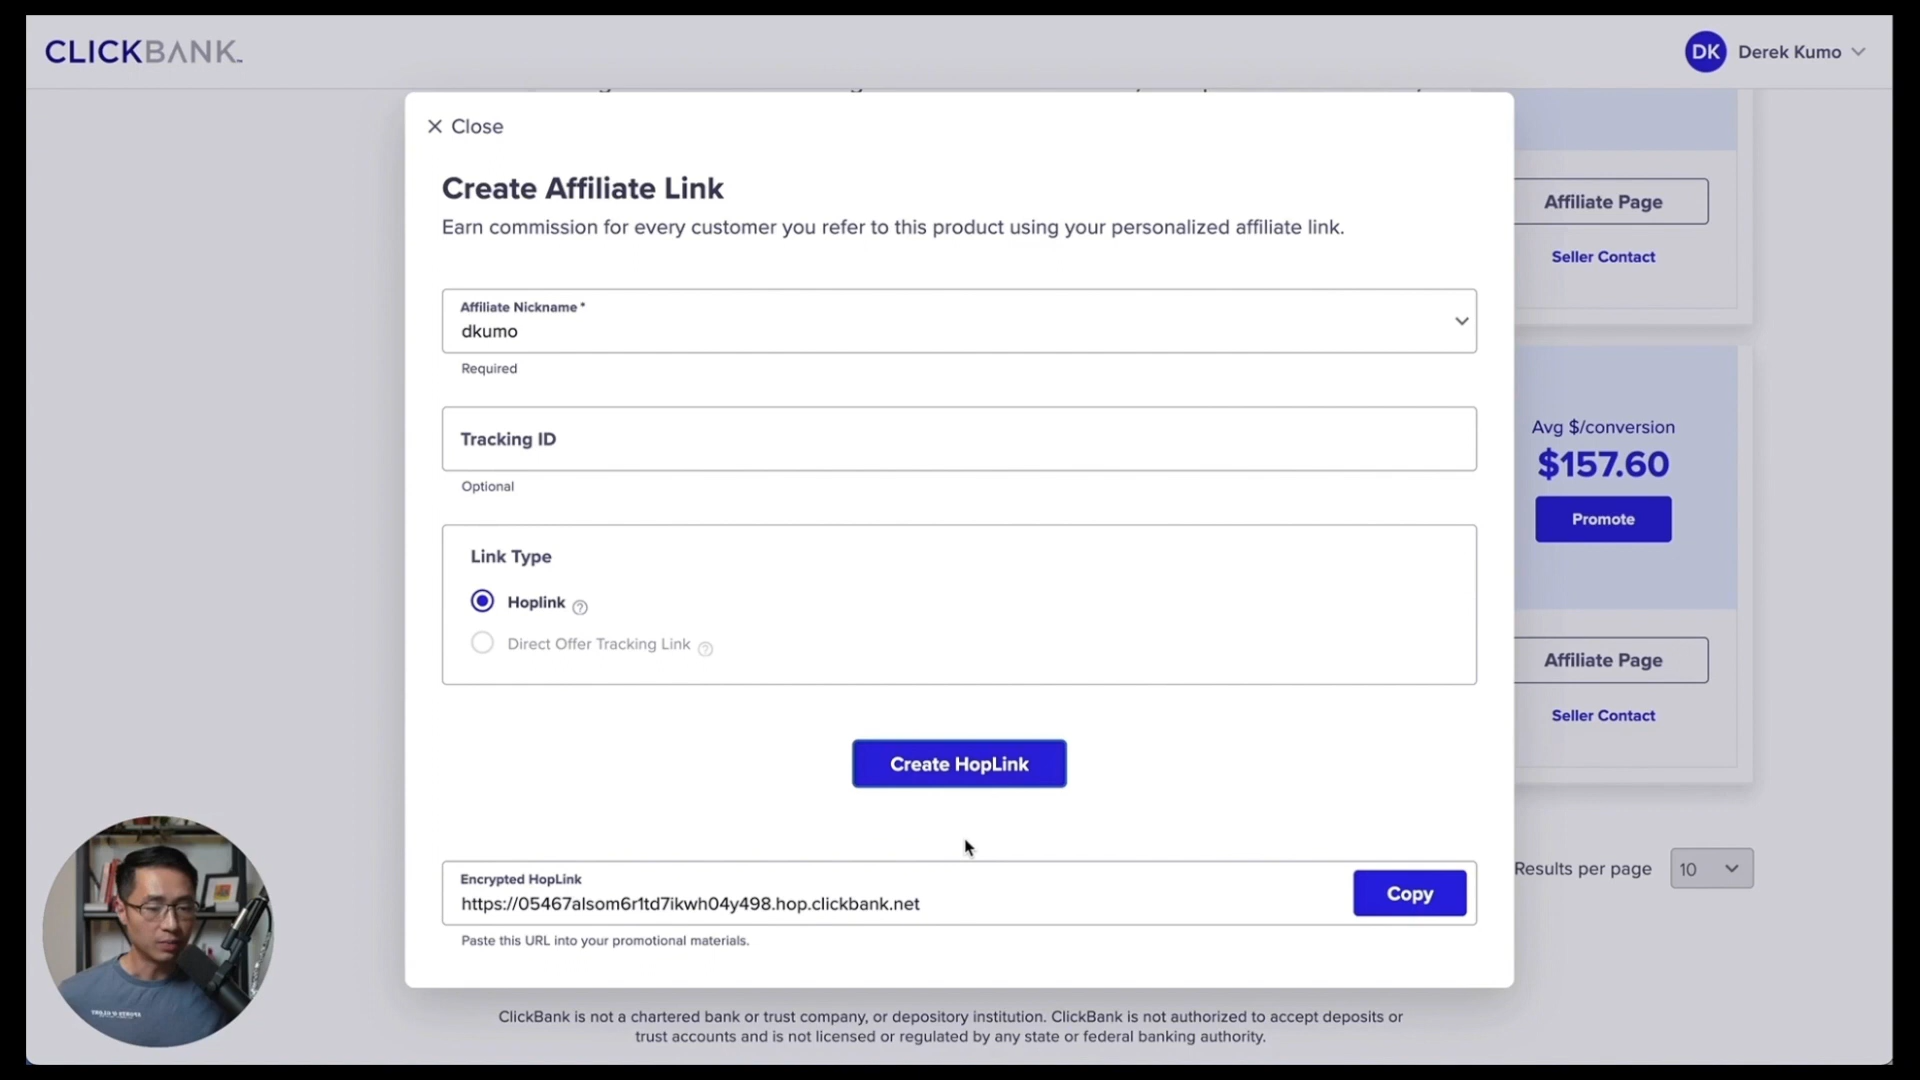 CLICKBANK
DK Derek Kumo
Close
Create Affiliate Link
Earn commission for every customer you refer to this product using your personalized affiliate link.
Affiliate Nickname *
dkumo
Required
Tracking ID
Optional
Link Type
Hoplink ?
Direct Offer Tracking Link ?
Create HopLink
Encrypted HopLink
https://05467alsom6r1td7ikwh04y498.hop.clickbank.net
Copy
Paste this URL into your promotional materials.
Affiliate Page
Seller Contact
Avg $/conversion
$157.60
Promote
Affiliate Page
Seller Contact
Results per page 10
ClickBank is not a chartered bank or trust company, or depository institution. ClickBank is not authorized to accept deposits or
trust accounts and is not licensed or regulated by any state or federal banking authority.